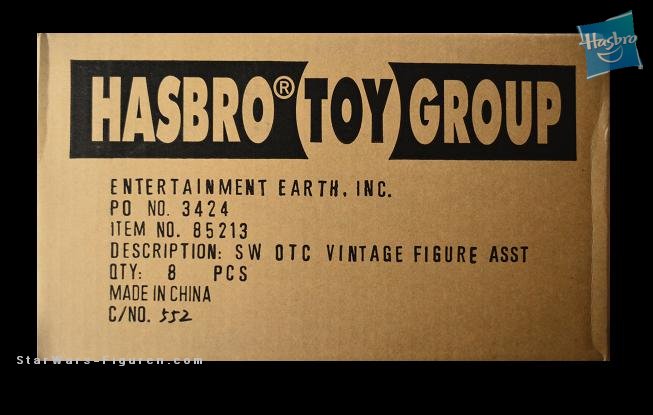 Hasbro
HASBRO® TOY GROUP
ENTERTAINMENT EARTH, INC.
PO NO. 3424
ITEM NO. 85213
DESCRIPTION: SW OTC VINTAGE FIGURE ASST
QTY: 8 PCS
MADE IN CHINA
C/NO. 552
StarWars-Figuren.com